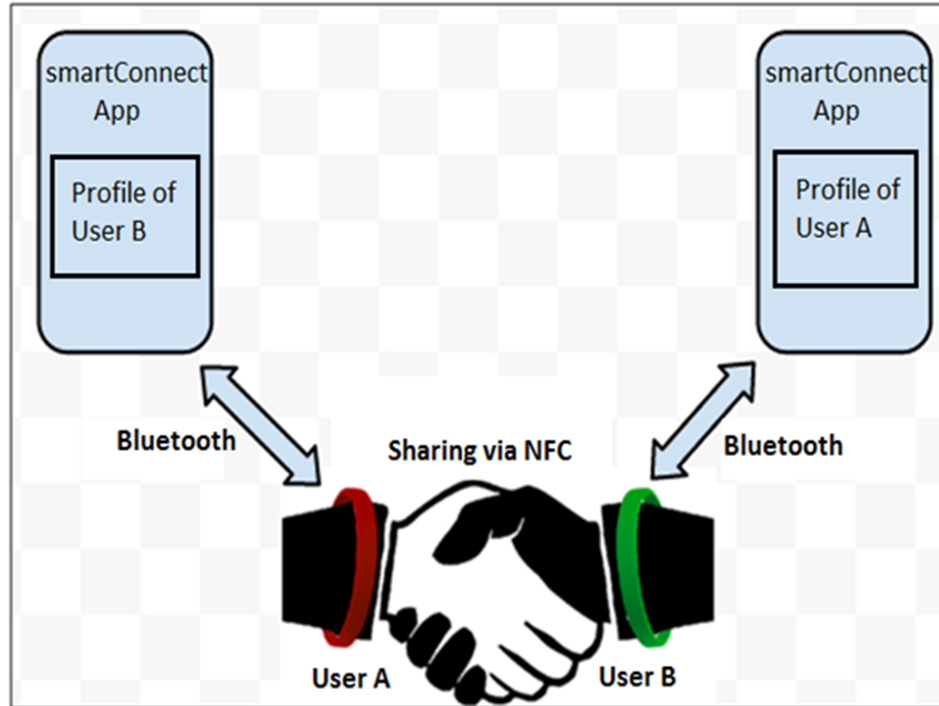 smartConnect
App
Profile of
User B
smartConnect
App
Profile of
User A
Bluetooth
Sharing via NFC
Bluetooth
User A
User B